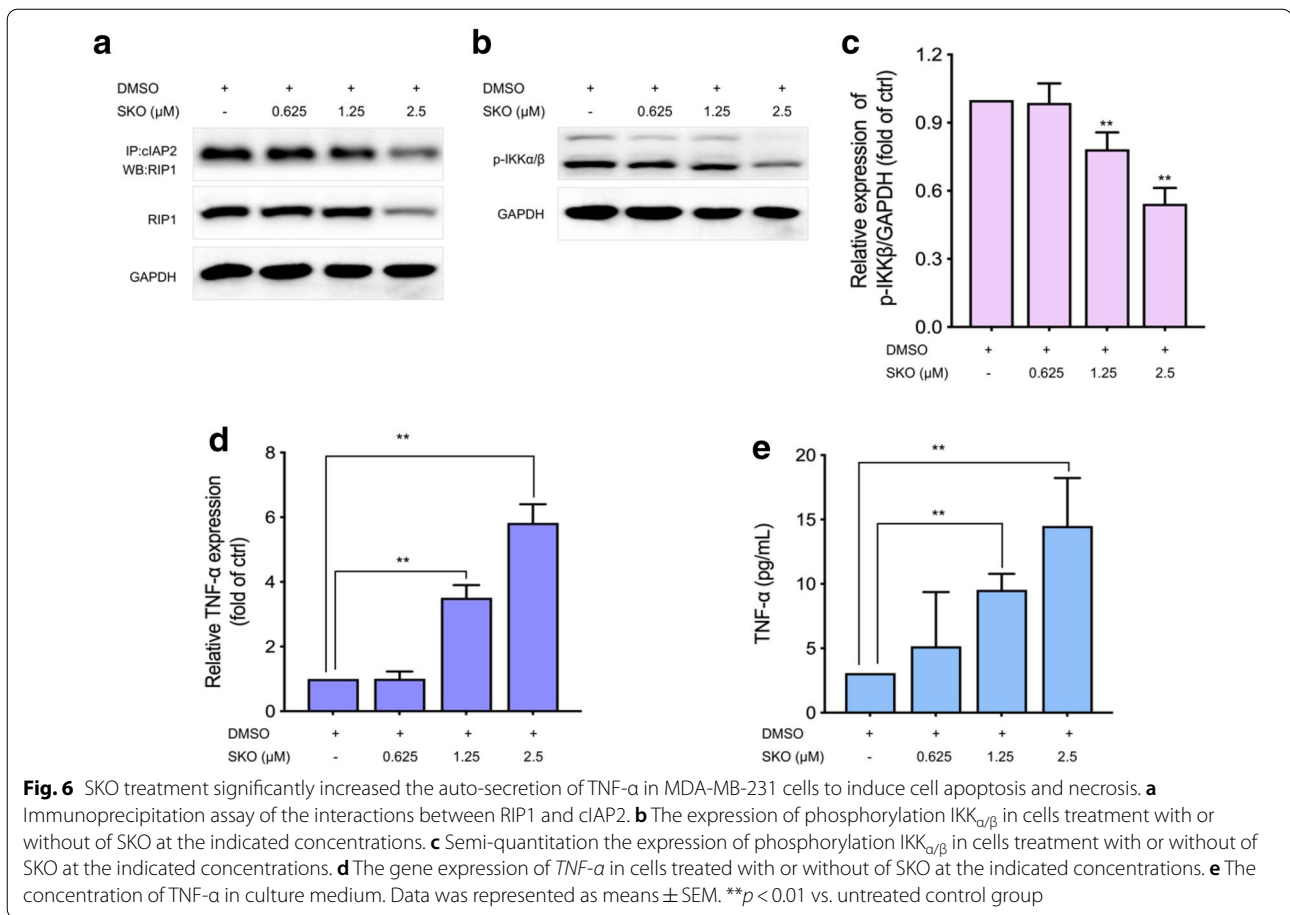 a
DMSO + + + +
SKO (μM) - 0.625 1.25 2.5
IP:cIAP2
WB:RIP1
RIP1
GAPDH
b
DMSO + + + +
SKO (μM) - 0.625 1.25 2.5
p-IKKα/β
GAPDH
c
Relative expression of
p-IKKβ/GAPDH (fold of ctrl)
1.2
0.9
0.6
0.3
0.0
**
**
DMSO + + + +
SKO (μM) - 0.625 1.25 2.5
d
Relative TNF-α expression
(fold of ctrl)
8
6
4
2
0
**
**
DMSO + + + +
SKO (μM) - 0.625 1.25 2.5
e
TNF-α (pg/mL)
20
15
10
5
0
**
**
DMSO + + + +
SKO (μM) - 0.625 1.25 2.5
Fig. 6 SKO treatment significantly increased the auto-secretion of TNF-α in MDA-MB-231 cells to induce cell apoptosis and necrosis. a
Immunoprecipitation assay of the interactions between RIP1 and cIAP2. b The expression of phosphorylation IKKα/β in cells treatment with or
without of SKO at the indicated concentrations. c Semi-quantitation the expression of phosphorylation IKKα/β in cells treatment with or without of
SKO at the indicated concentrations. d The gene expression of TNF-α in cells treated with or without of SKO at the indicated concentrations. e The
concentration of TNF-α in culture medium. Data was represented as means ± SEM. **p < 0.01 vs. untreated control group